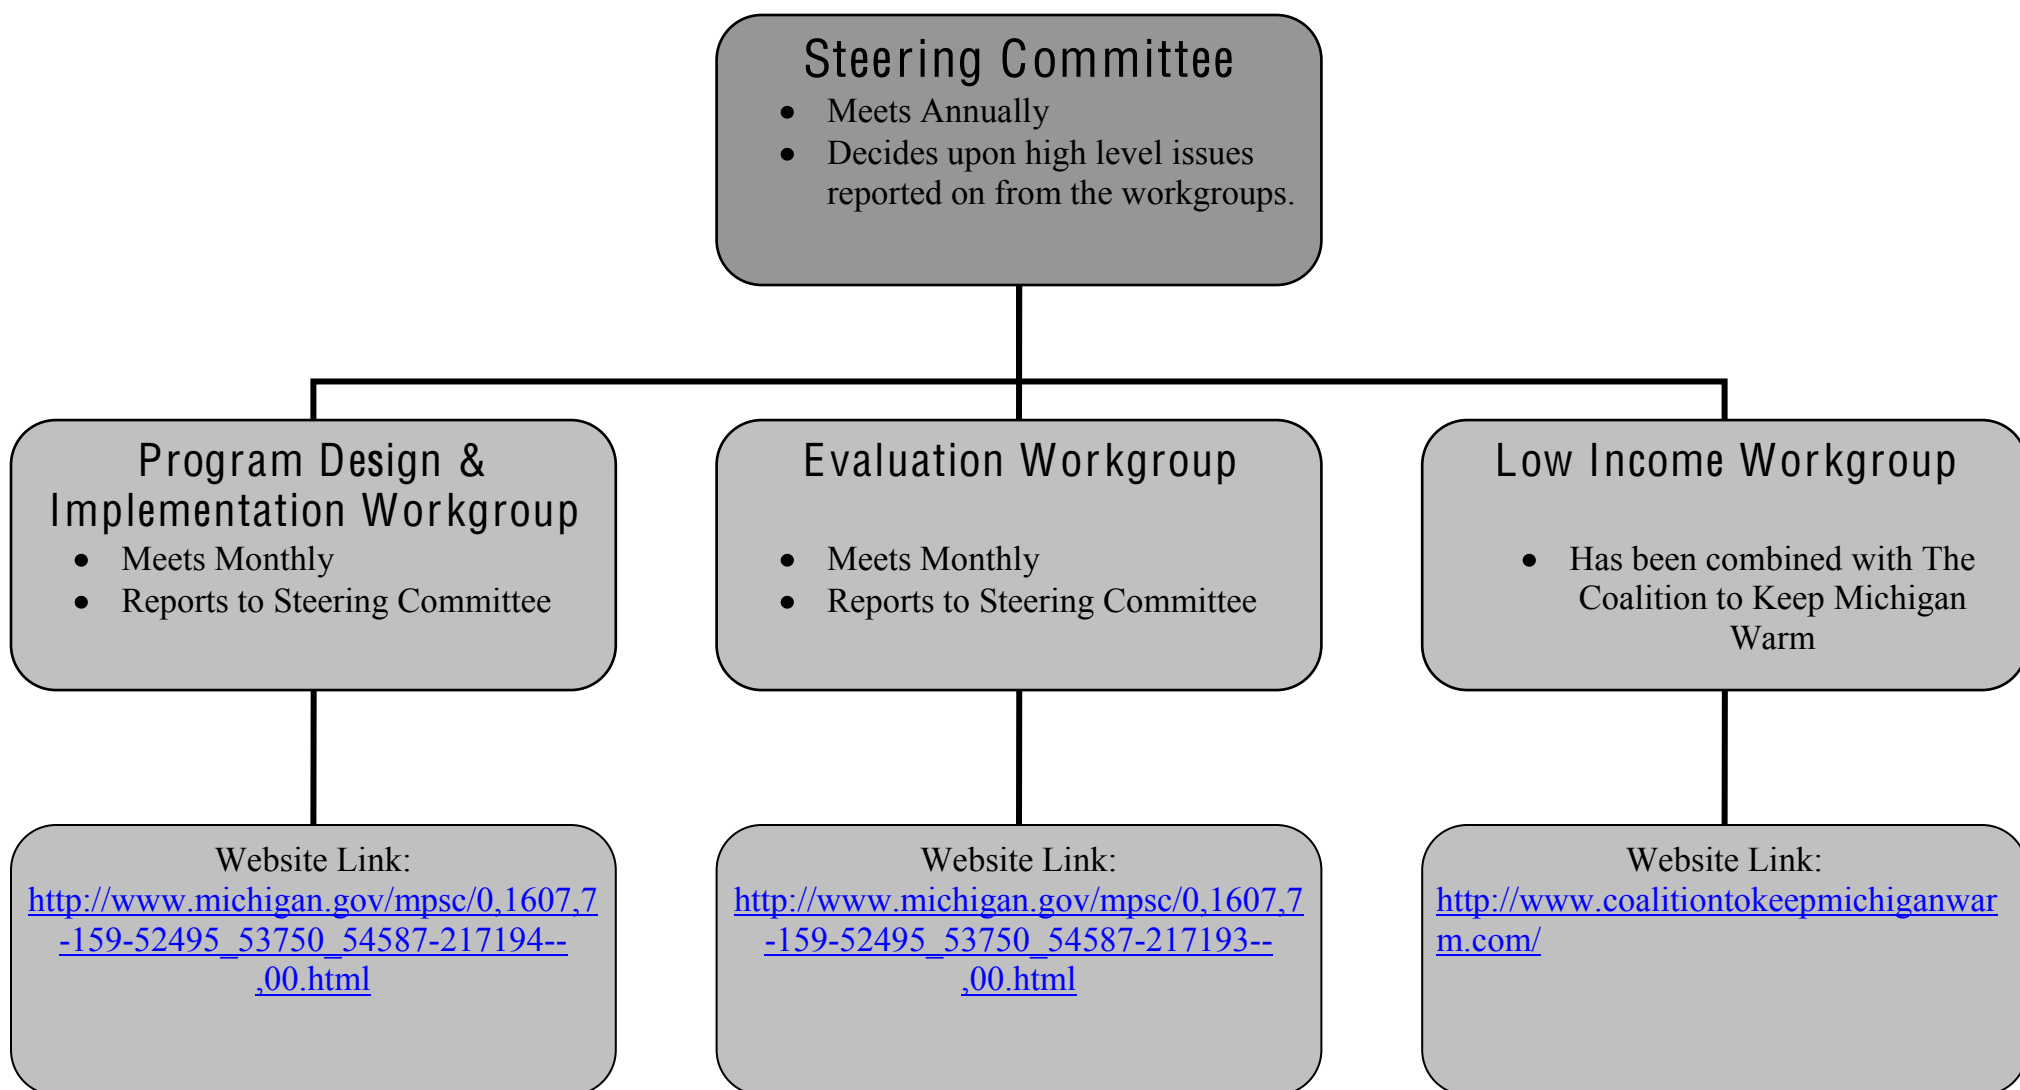 Steering Committee
• Meets Annually
• Decides upon high level issues
reported on from the workgroups.
Program Design &
Implementation Workgroup
• Meets Monthly
• Reports to Steering Committee
Evaluation Workgroup
• Meets Monthly
• Reports to Steering Committee
Low Income Workgroup
• Has been combined with The
Coalition to Keep Michigan
Warm
Website Link:
http://www.michigan.gov/mpsc/0,1607,7
-159-52495_53750_54587-217194--
,00.html
Website Link:
http://www.michigan.gov/mpsc/0,1607,7
-159-52495_53750_54587-217193--
,00.html
Website Link:
http://www.coalitiontokeepmichiganwar
m.com/